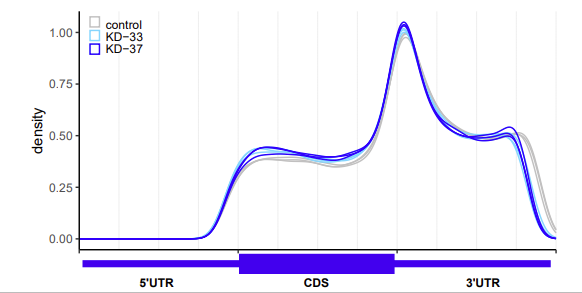 control
KD−33
KD−37
1.00
0.75
0.50
0.25
0.00
density
5'UTR CDS 3'UTR